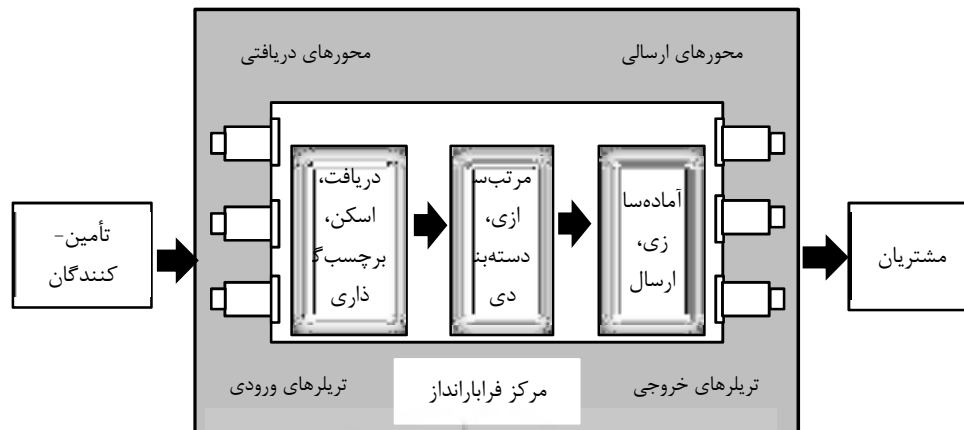 محورهای دریافتی
محورهای ارسالی
تأمین-
کنندگان
دریافت،
اسکن،
برچسب‌گ
ذاری
مرتب‌س
ازی،
دسته‌بن
دی
آماده‌سا
زی،
ارسال
مشتریان
تریلرهای ورودی
مرکز فراباراانداز
تریلرهای خروجی